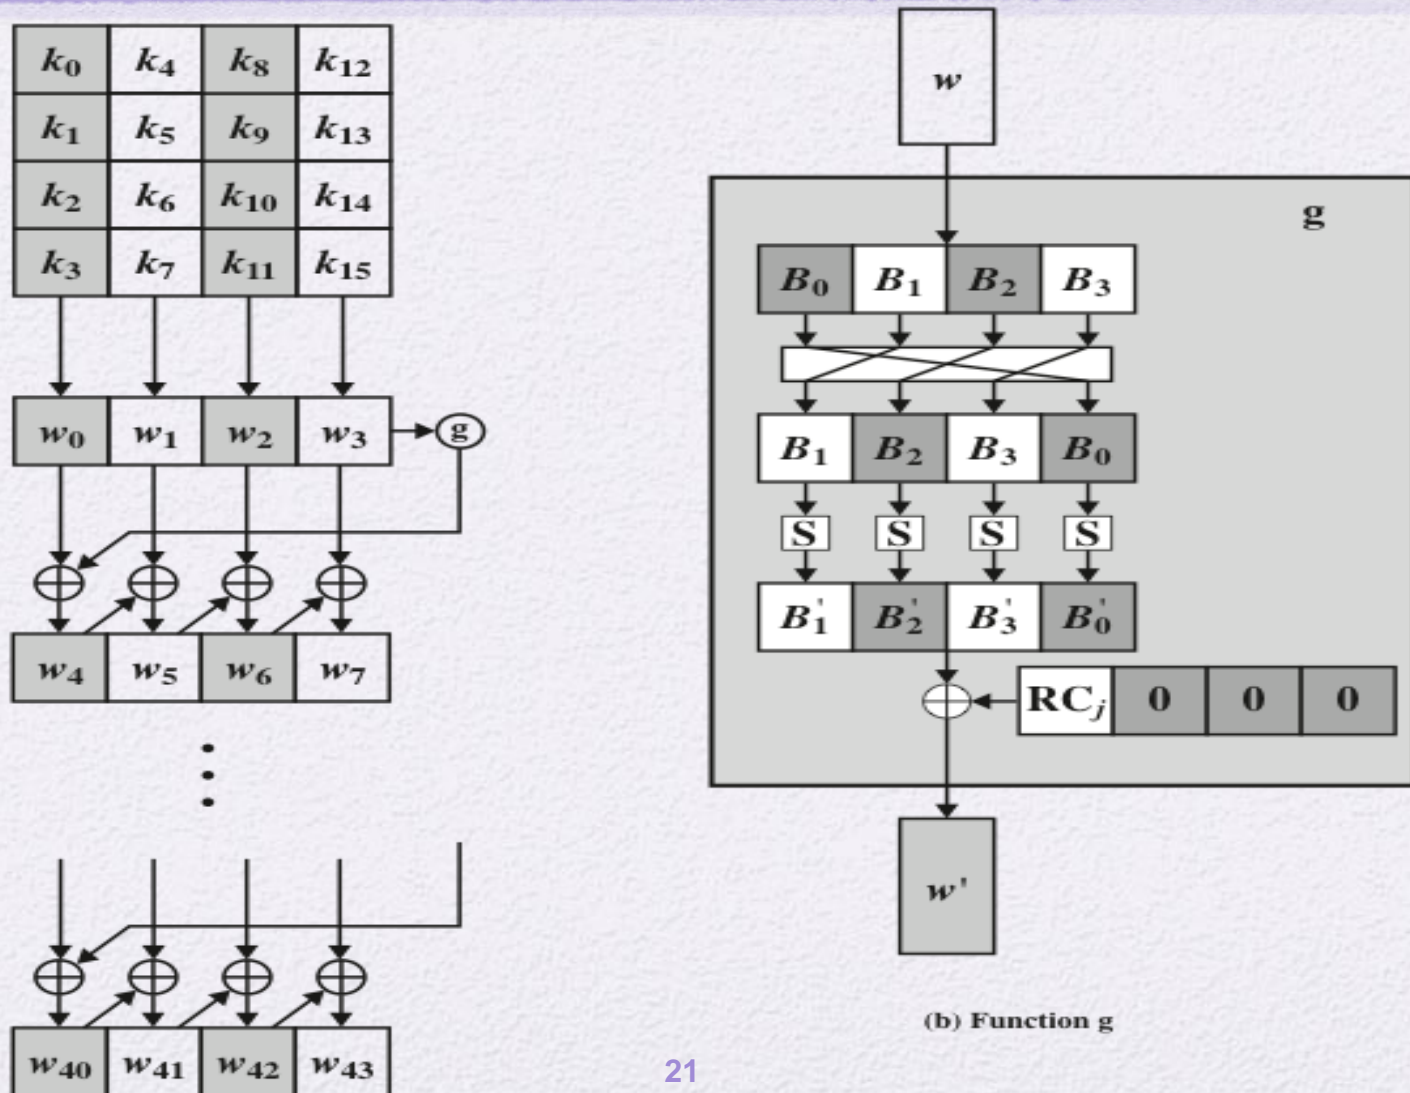 k0 k4 k8 k12
k1 k5 k9 k13
k2 k6 k10 k14
k3 k7 k11 k15
w0 w1 w2 w3 g
w4 w5 w6 w7
w40 w41 w42 w43
w
g
B0 B1 B2 B3
B1 B2 B3 B0
S S S S
B'1 B'2 B'3 B'0
RCj 0 0 0
w'
(b) Function g
21